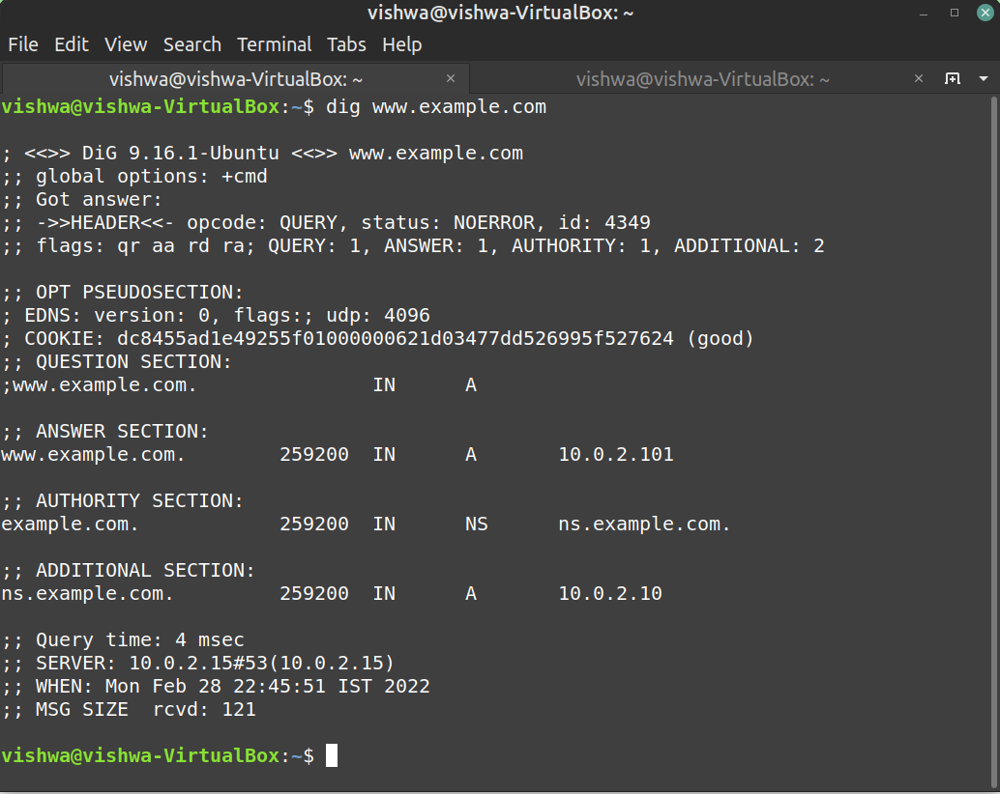 vishwa@vishwa-VirtualBox: ~
File Edit View Search Terminal Tabs Help
vishwa@vishwa-VirtualBox: ~ vishwa@vishwa-VirtualBox: ~
vishwa@vishwa-VirtualBox:~$ dig www.example.com

; <<>> DiG 9.16.1-Ubuntu <<>> www.example.com
;; global options: +cmd
;; Got answer:
;; ->>HEADER<<- opcode: QUERY, status: NOERROR, id: 4349
;; flags: qr aa rd ra; QUERY: 1, ANSWER: 1, AUTHORITY: 1, ADDITIONAL: 2

;; OPT PSEUDOSECTION:
; EDNS: version: 0, flags:; udp: 4096
; COOKIE: dc8455ad1e49255f01000000621d03477dd526995f527624 (good)
;; QUESTION SECTION:
;www.example.com.               IN      A

;; ANSWER SECTION:
www.example.com.        259200  IN      A       10.0.2.101

;; AUTHORITY SECTION:
example.com.            259200  IN      NS      ns.example.com.

;; ADDITIONAL SECTION:
ns.example.com.         259200  IN      A       10.0.2.10

;; Query time: 4 msec
;; SERVER: 10.0.2.15#53(10.0.2.15)
;; WHEN: Mon Feb 28 22:45:51 IST 2022
;; MSG SIZE  rcvd: 121

vishwa@vishwa-VirtualBox:~$